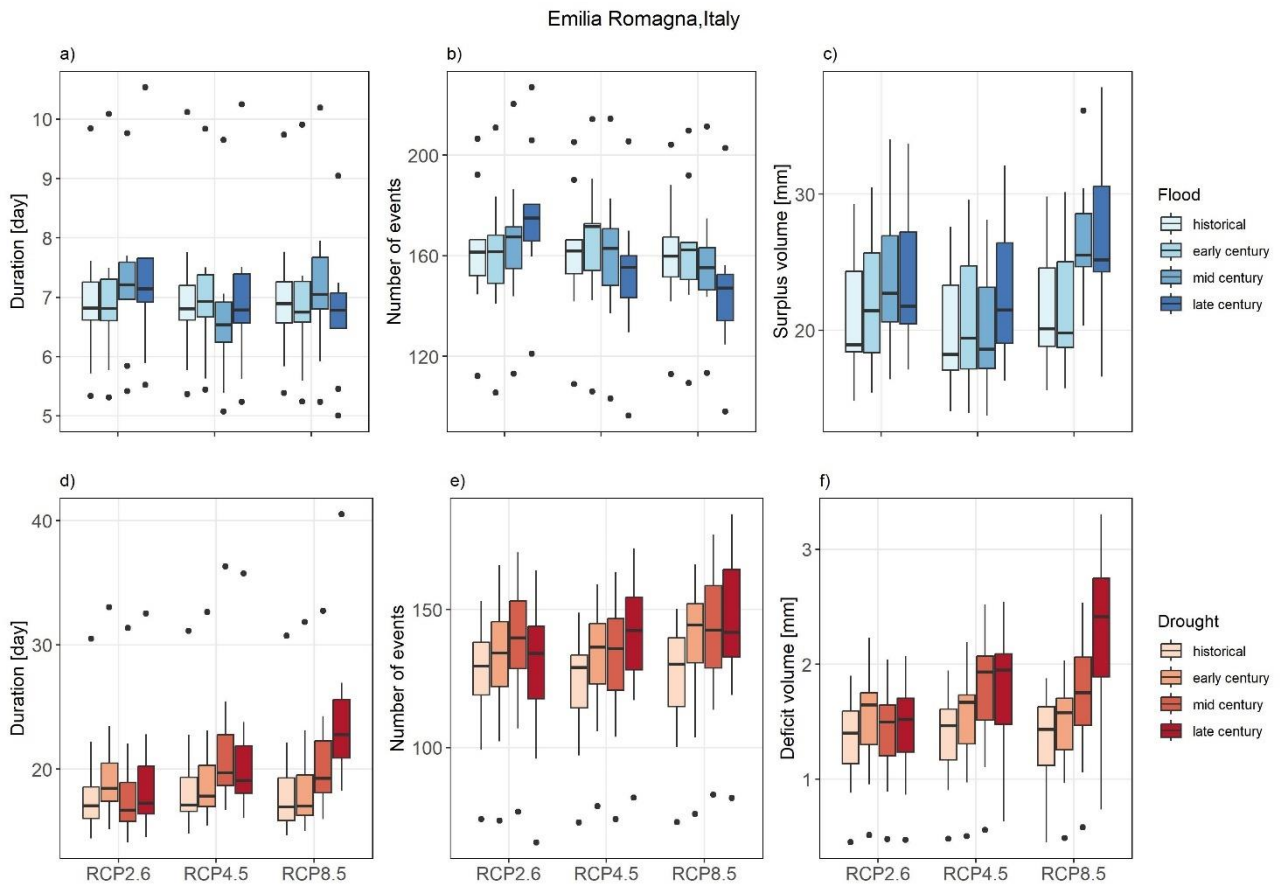 Emilia Romagna,Italy
a)
b)
c)
Duration [day]
10
9
8
7
6
5
Number of events
200
160
120
Surplus volume [mm]
30
20
Flood
historical
early century
mid century
late century
d)
e)
f)
Duration [day]
40
30
20
Number of events
150
100
Deficit volume [mm]
3
2
1
Drought
historical
early century
mid century
late century
RCP2.6 RCP4.5 RCP8.5
RCP2.6 RCP4.5 RCP8.5
RCP2.6 RCP4.5 RCP8.5